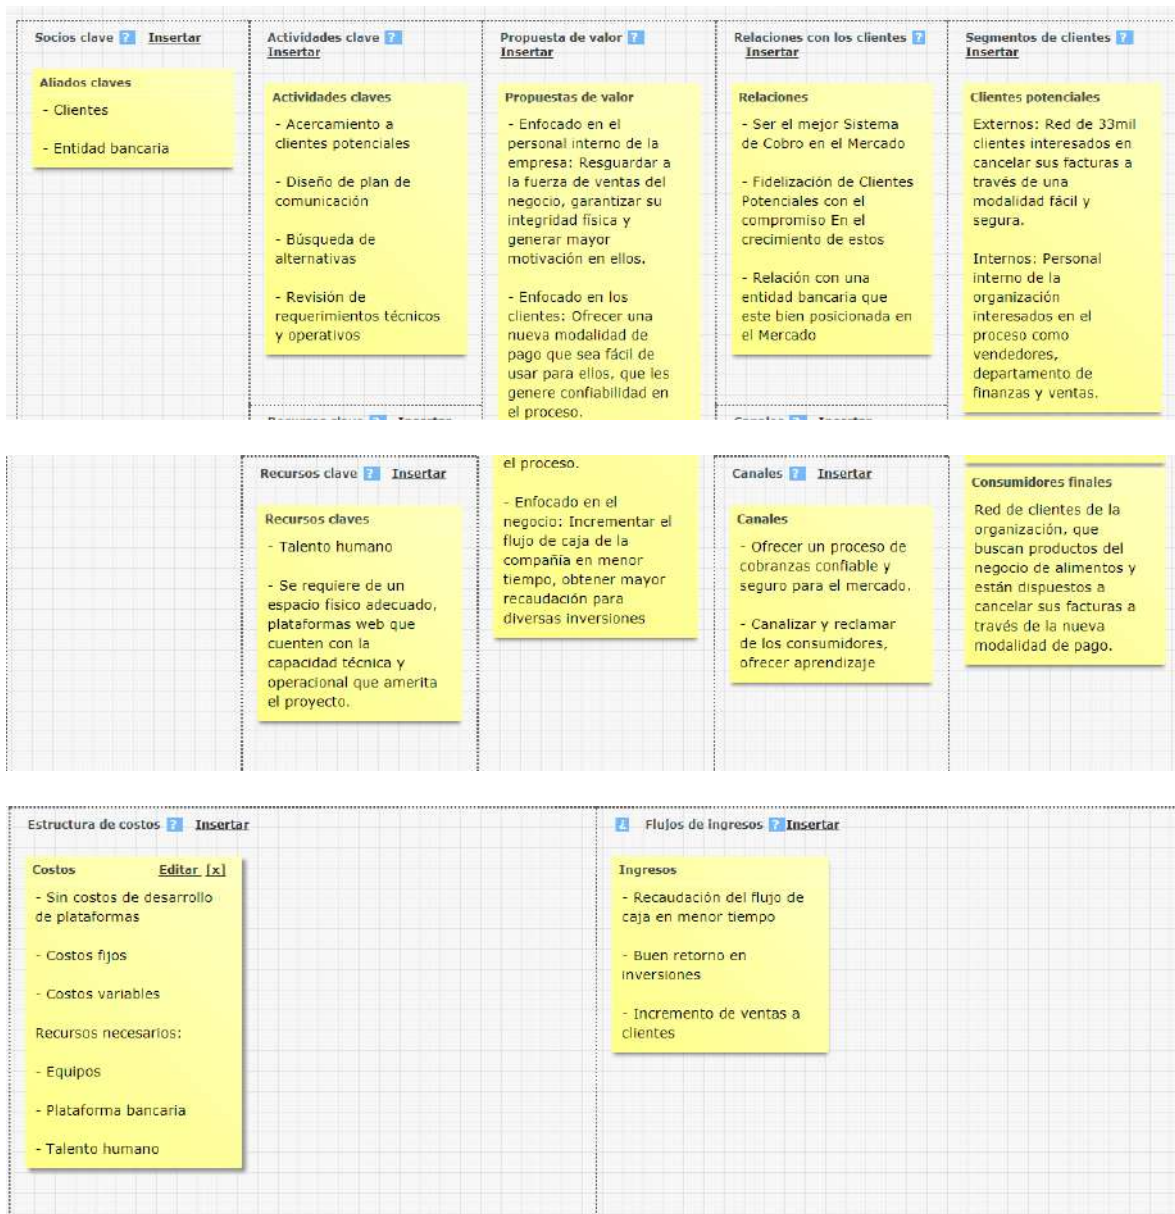 Socios clave ? Insertar
Aliados claves
- Clientes
- Entidad bancaria
Actividades clave ?
Insertar
Actividades claves
- Acercamiento a
clientes potenciales
- Diseño de plan de
comunicación
- Búsqueda de
alternativas
- Revisión de
requerimientos técnicos
y operativos
Propuesta de valor ?
Insertar
Propuestas de valor
- Enfocado en el
personal interno de la
empresa: Resguardar a
la fuerza de ventas del
negocio, garantizar su
integridad física y
generar mayor
motivación en ellos.
- Enfocado en los
clientes: Ofrecer una
nueva modalidad de
pago que sea fácil de
usar para ellos, que les
genere confiabilidad en
el proceso.
Relaciones con los clientes ?
Insertar
Relaciones
- Ser el mejor Sistema
de Cobro en el Mercado
- Fidelización de Clientes
Potenciales con el
compromiso En el
crecimiento de estos
- Relación con una
entidad bancaria que
este bien posicionada en
el Mercado
Segmentos de clientes ?
Insertar
Clientes potenciales
Externos: Red de 33mil
clientes interesados en
cancelar sus facturas a
través de una
modalidad fácil y
segura.
Internos: Personal
interno de la
organización
interesados en el
proceso como
vendedores,
departamento de
finanzas y ventas.
Recursos clave ? Insertar
Recursos claves
- Talento humano
- Se requiere de un
espacio físico adecuado,
plataformas web que
cuenten con la
capacidad técnica y
operacional que amerita
el proyecto.
el proceso.
- Enfocado en el
negocio: Incrementar el
flujo de caja de la
compañía en menor
tiempo, obtener mayor
recaudación para
diversas inversiones
Canales ? Insertar
Canales
- Ofrecer un proceso de
cobranzas confiable y
seguro para el mercado.
- Canalizar y reclamar
de los consumidores,
ofrecer aprendizaje
Consumidores finales
Red de clientes de la
organización, que
buscan productos del
negocio de alimentos y
están dispuestos a
cancelar sus facturas a
través de la nueva
modalidad de pago.
Estructura de costos ? Insertar
Costos Editar [x]
- Sin costos de desarrollo
de plataformas
- Costos fijos
- Costos variables
Recursos necesarios:
- Equipos
- Plataforma bancaria
- Talento humano
¿ Flujos de ingresos ? Insertar
Ingresos
- Recaudación del flujo de
caja en menor tiempo
- Buen retorno en
inversiones
- Incremento de ventas a
clientes